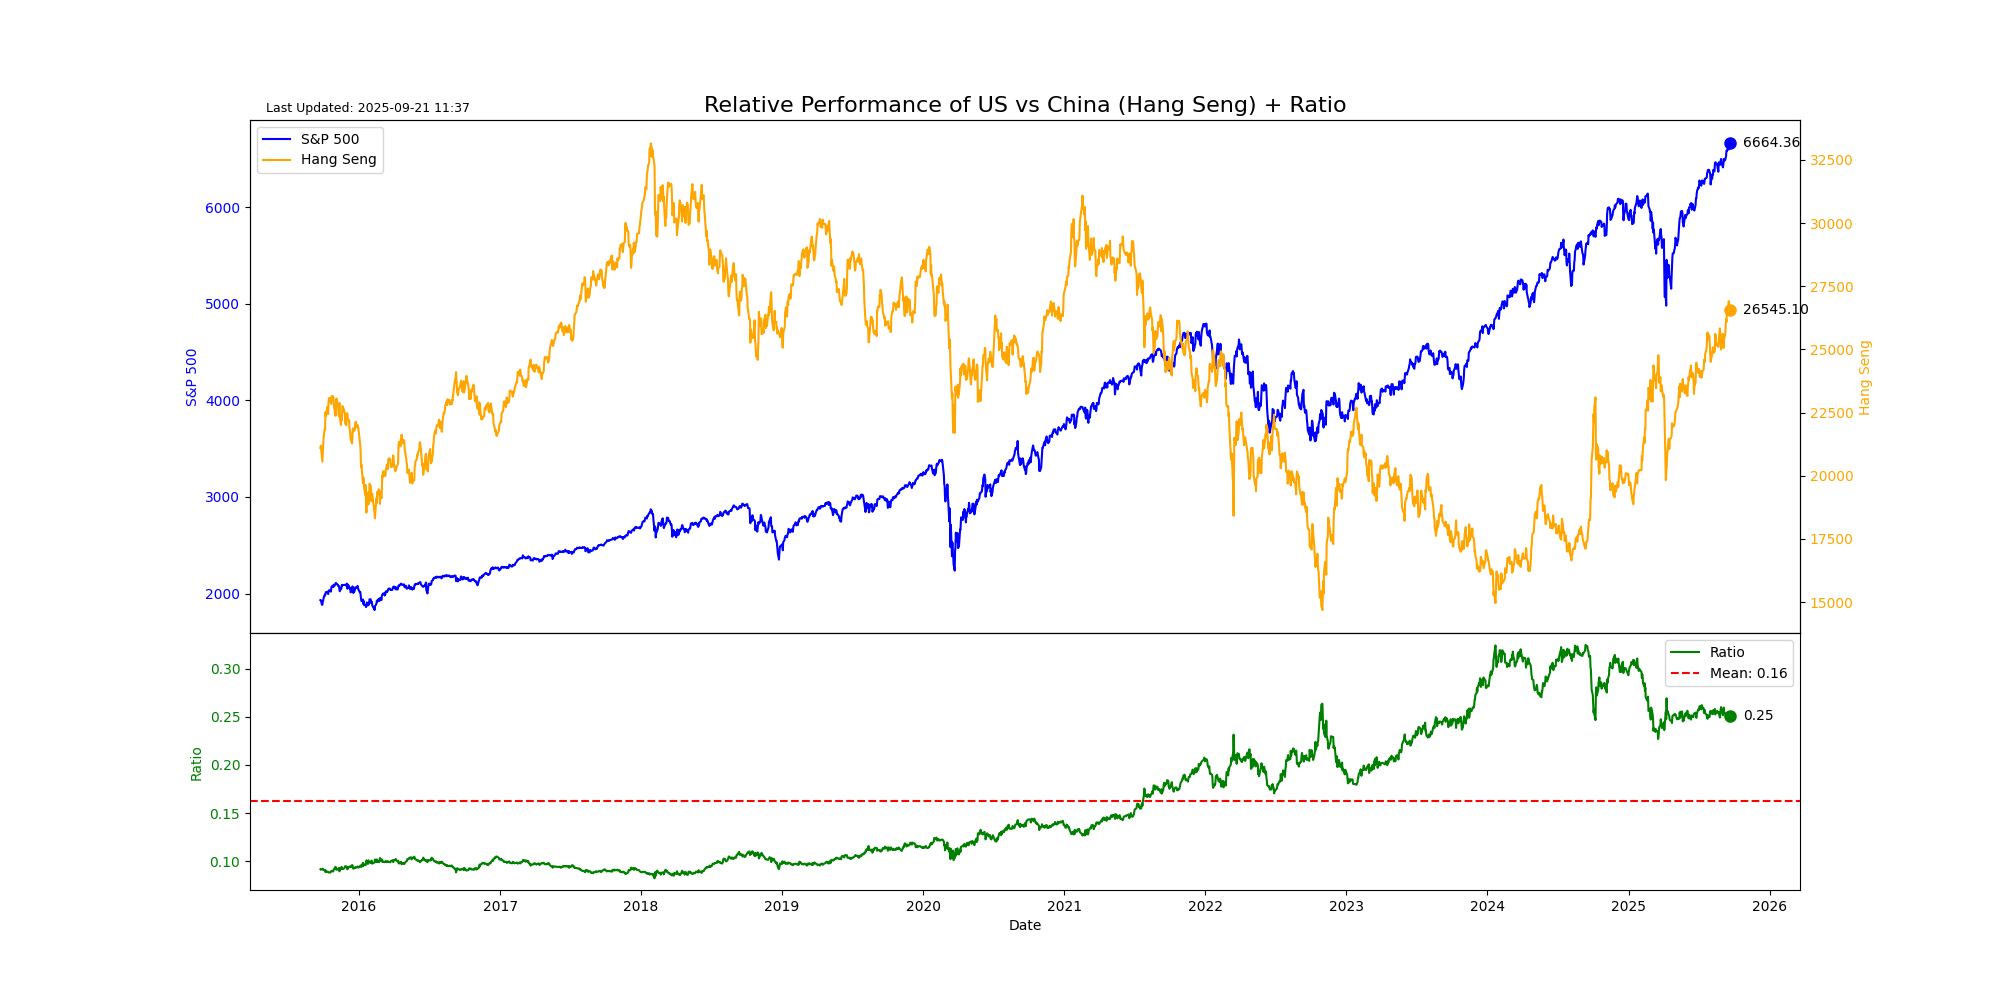 Last Updated: 2025-09-21 11:37
Relative Performance of US vs China (Hang Seng) + Ratio
S&P 500
Hang Seng
6000
5000
4000
3000
2000
S&P 500
32500
30000
27500
25000
22500
20000
17500
15000
Hang Seng
6664.36
26545.10
Ratio
Mean: 0.16
0.30
0.25
0.20
0.15
0.10
Ratio
0.25
2016 2017 2018 2019 2020 2021 2022 2023 2024 2025 2026
Date